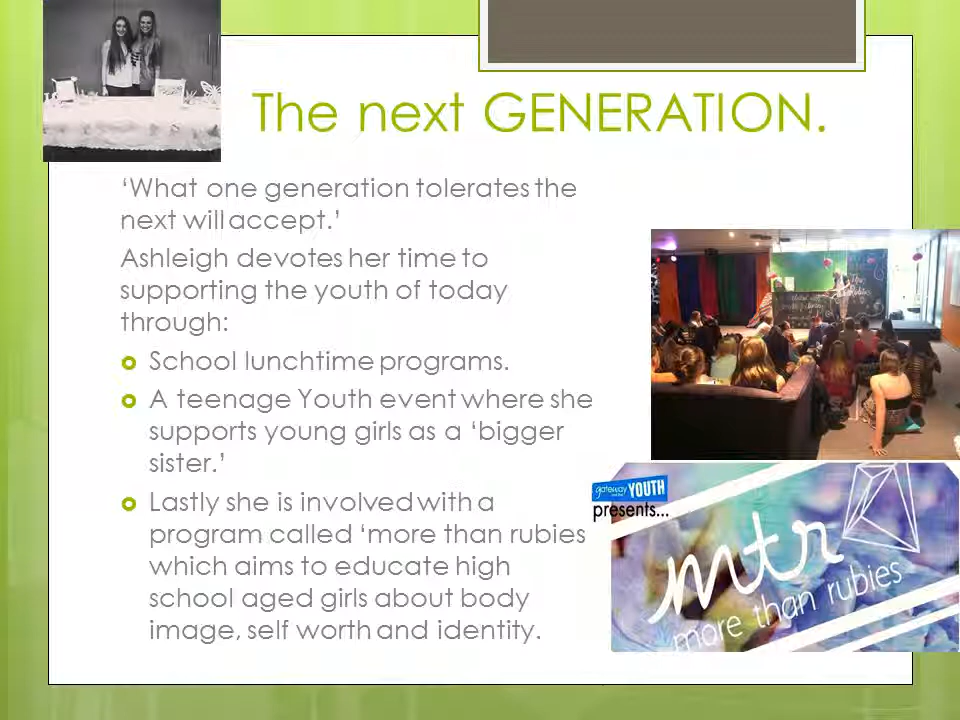 The next GENERATION.
‘What one generation tolerates the
next will accept.’
Ashleigh devotes her time to
supporting the youth of today
through:
School lunchtime programs.
A teenage Youth event where she
supports young girls as a ‘bigger
sister.’
Lastly she is involved with a
program called ‘more than rubies
which aims to educate high
school aged girls about body
image, self worth and identity.
gateway YOUTH
presents...
mtr
more than rubies